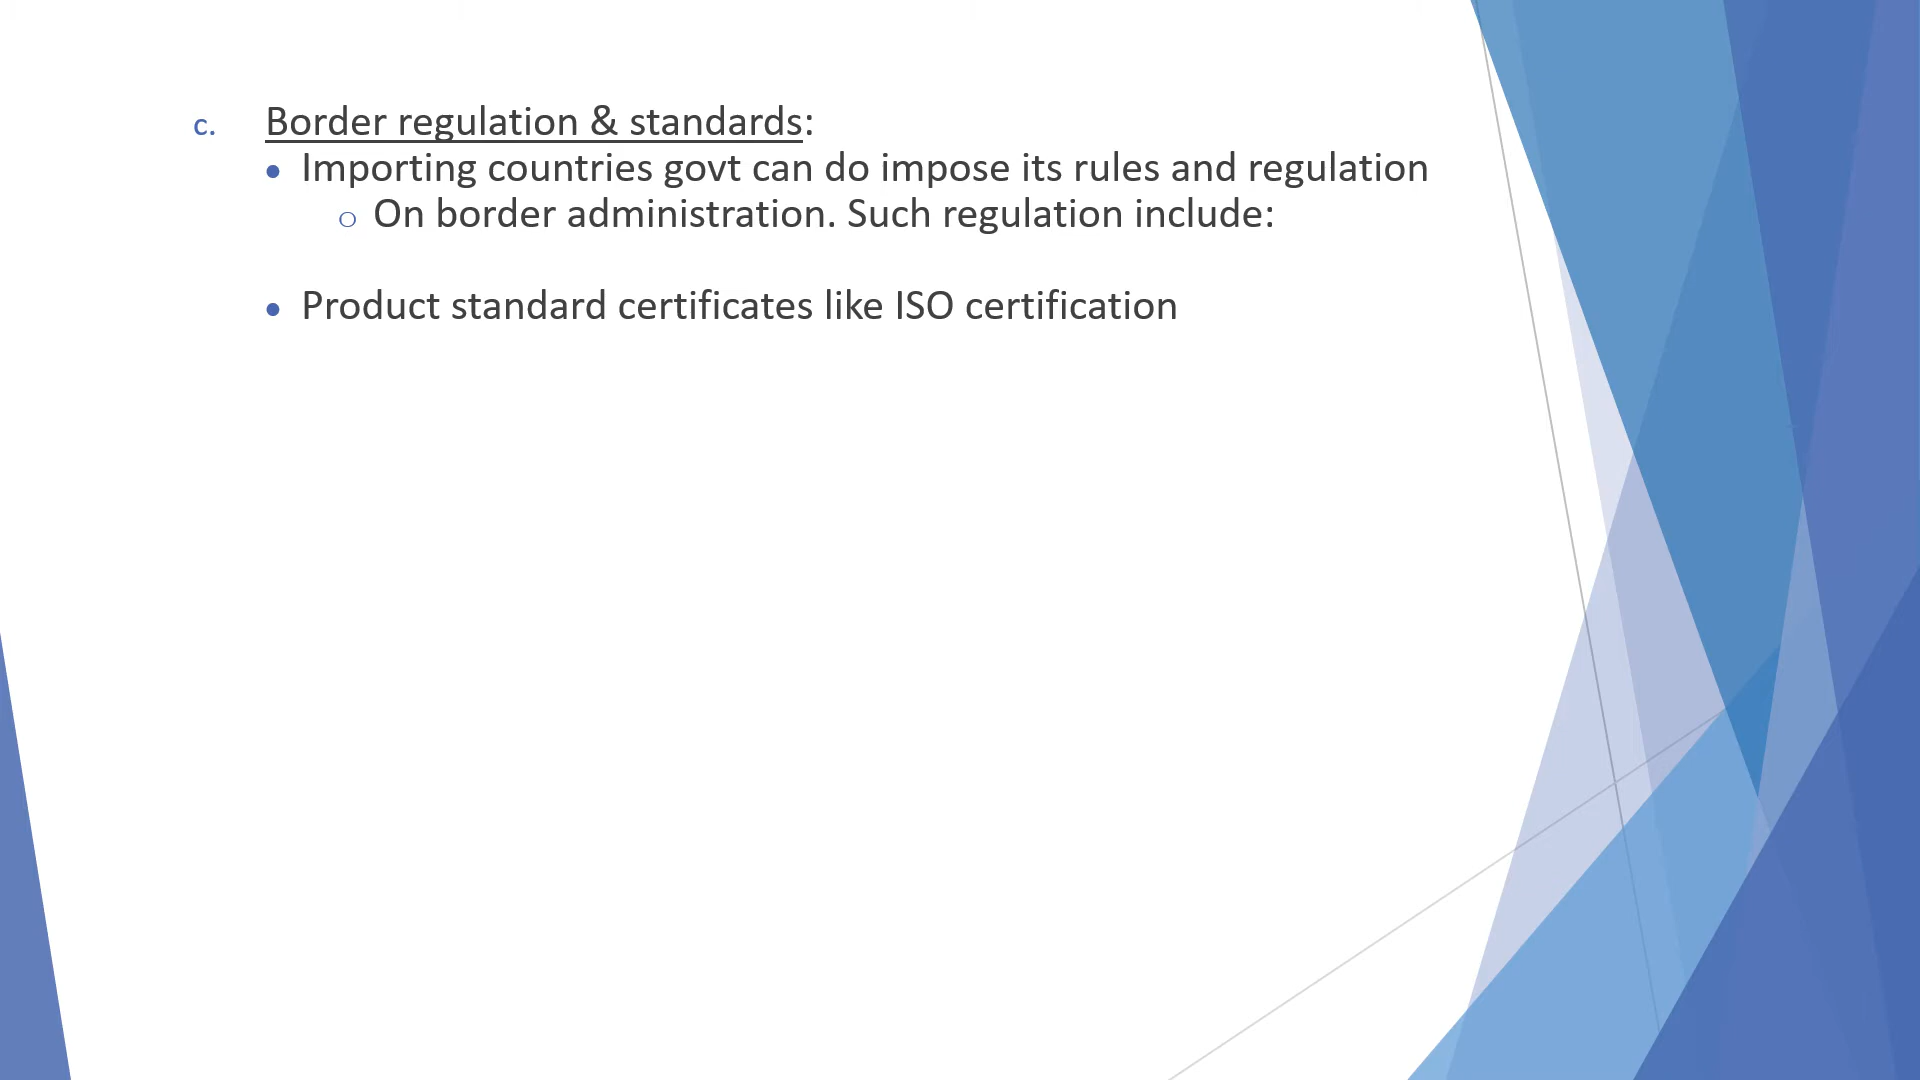 c. Border regulation & standards:
• Importing countries govt can do impose its rules and regulation
o On border administration. Such regulation include:
• Product standard certificates like ISO certification